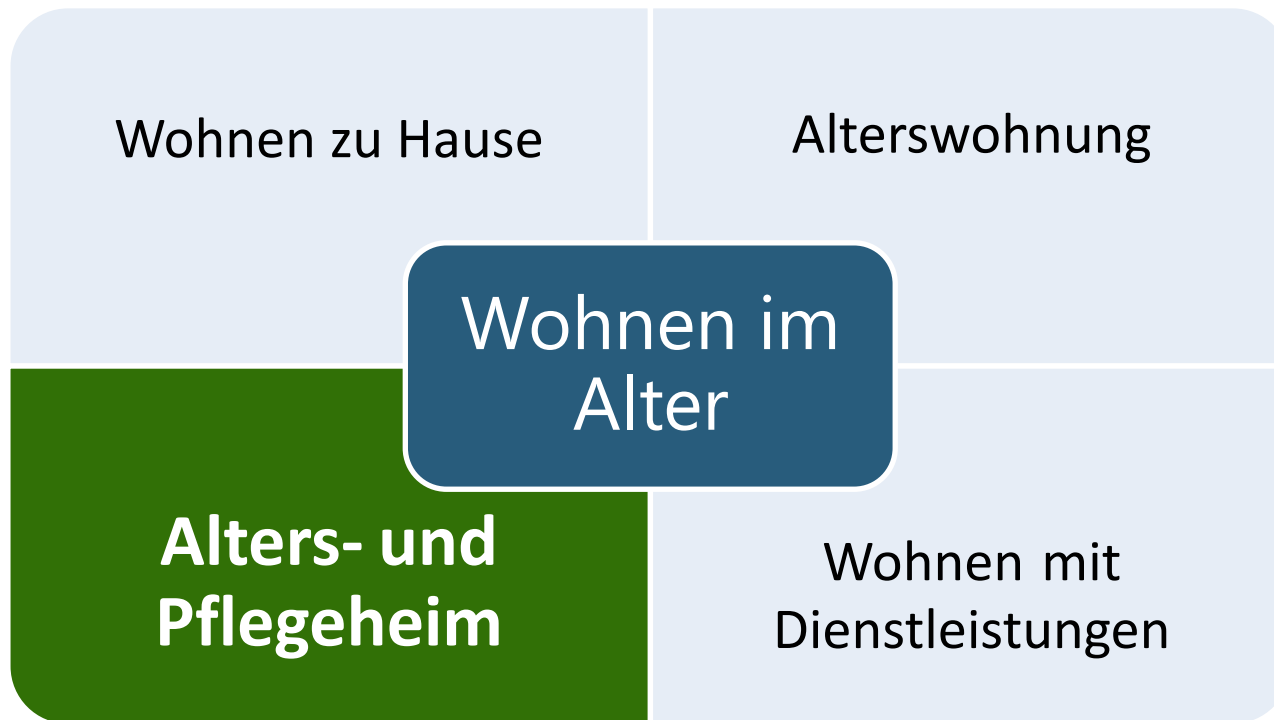 Wohnen zu Hause
Alterswohnung
Wohnen im
Alter
Alters- und
Pflegeheim
Wohnen mit
Dienstleistungen